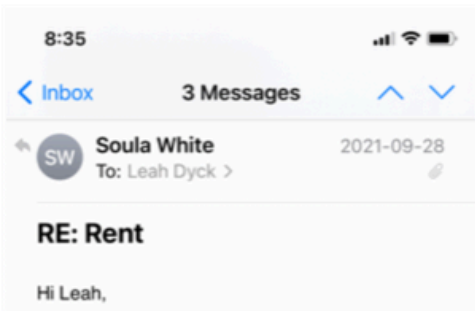 8:35
Inbox
3 Messages
SW
Soula White
2021-09-28
To: Leah Dyck >
RE: Rent
Hi Leah,